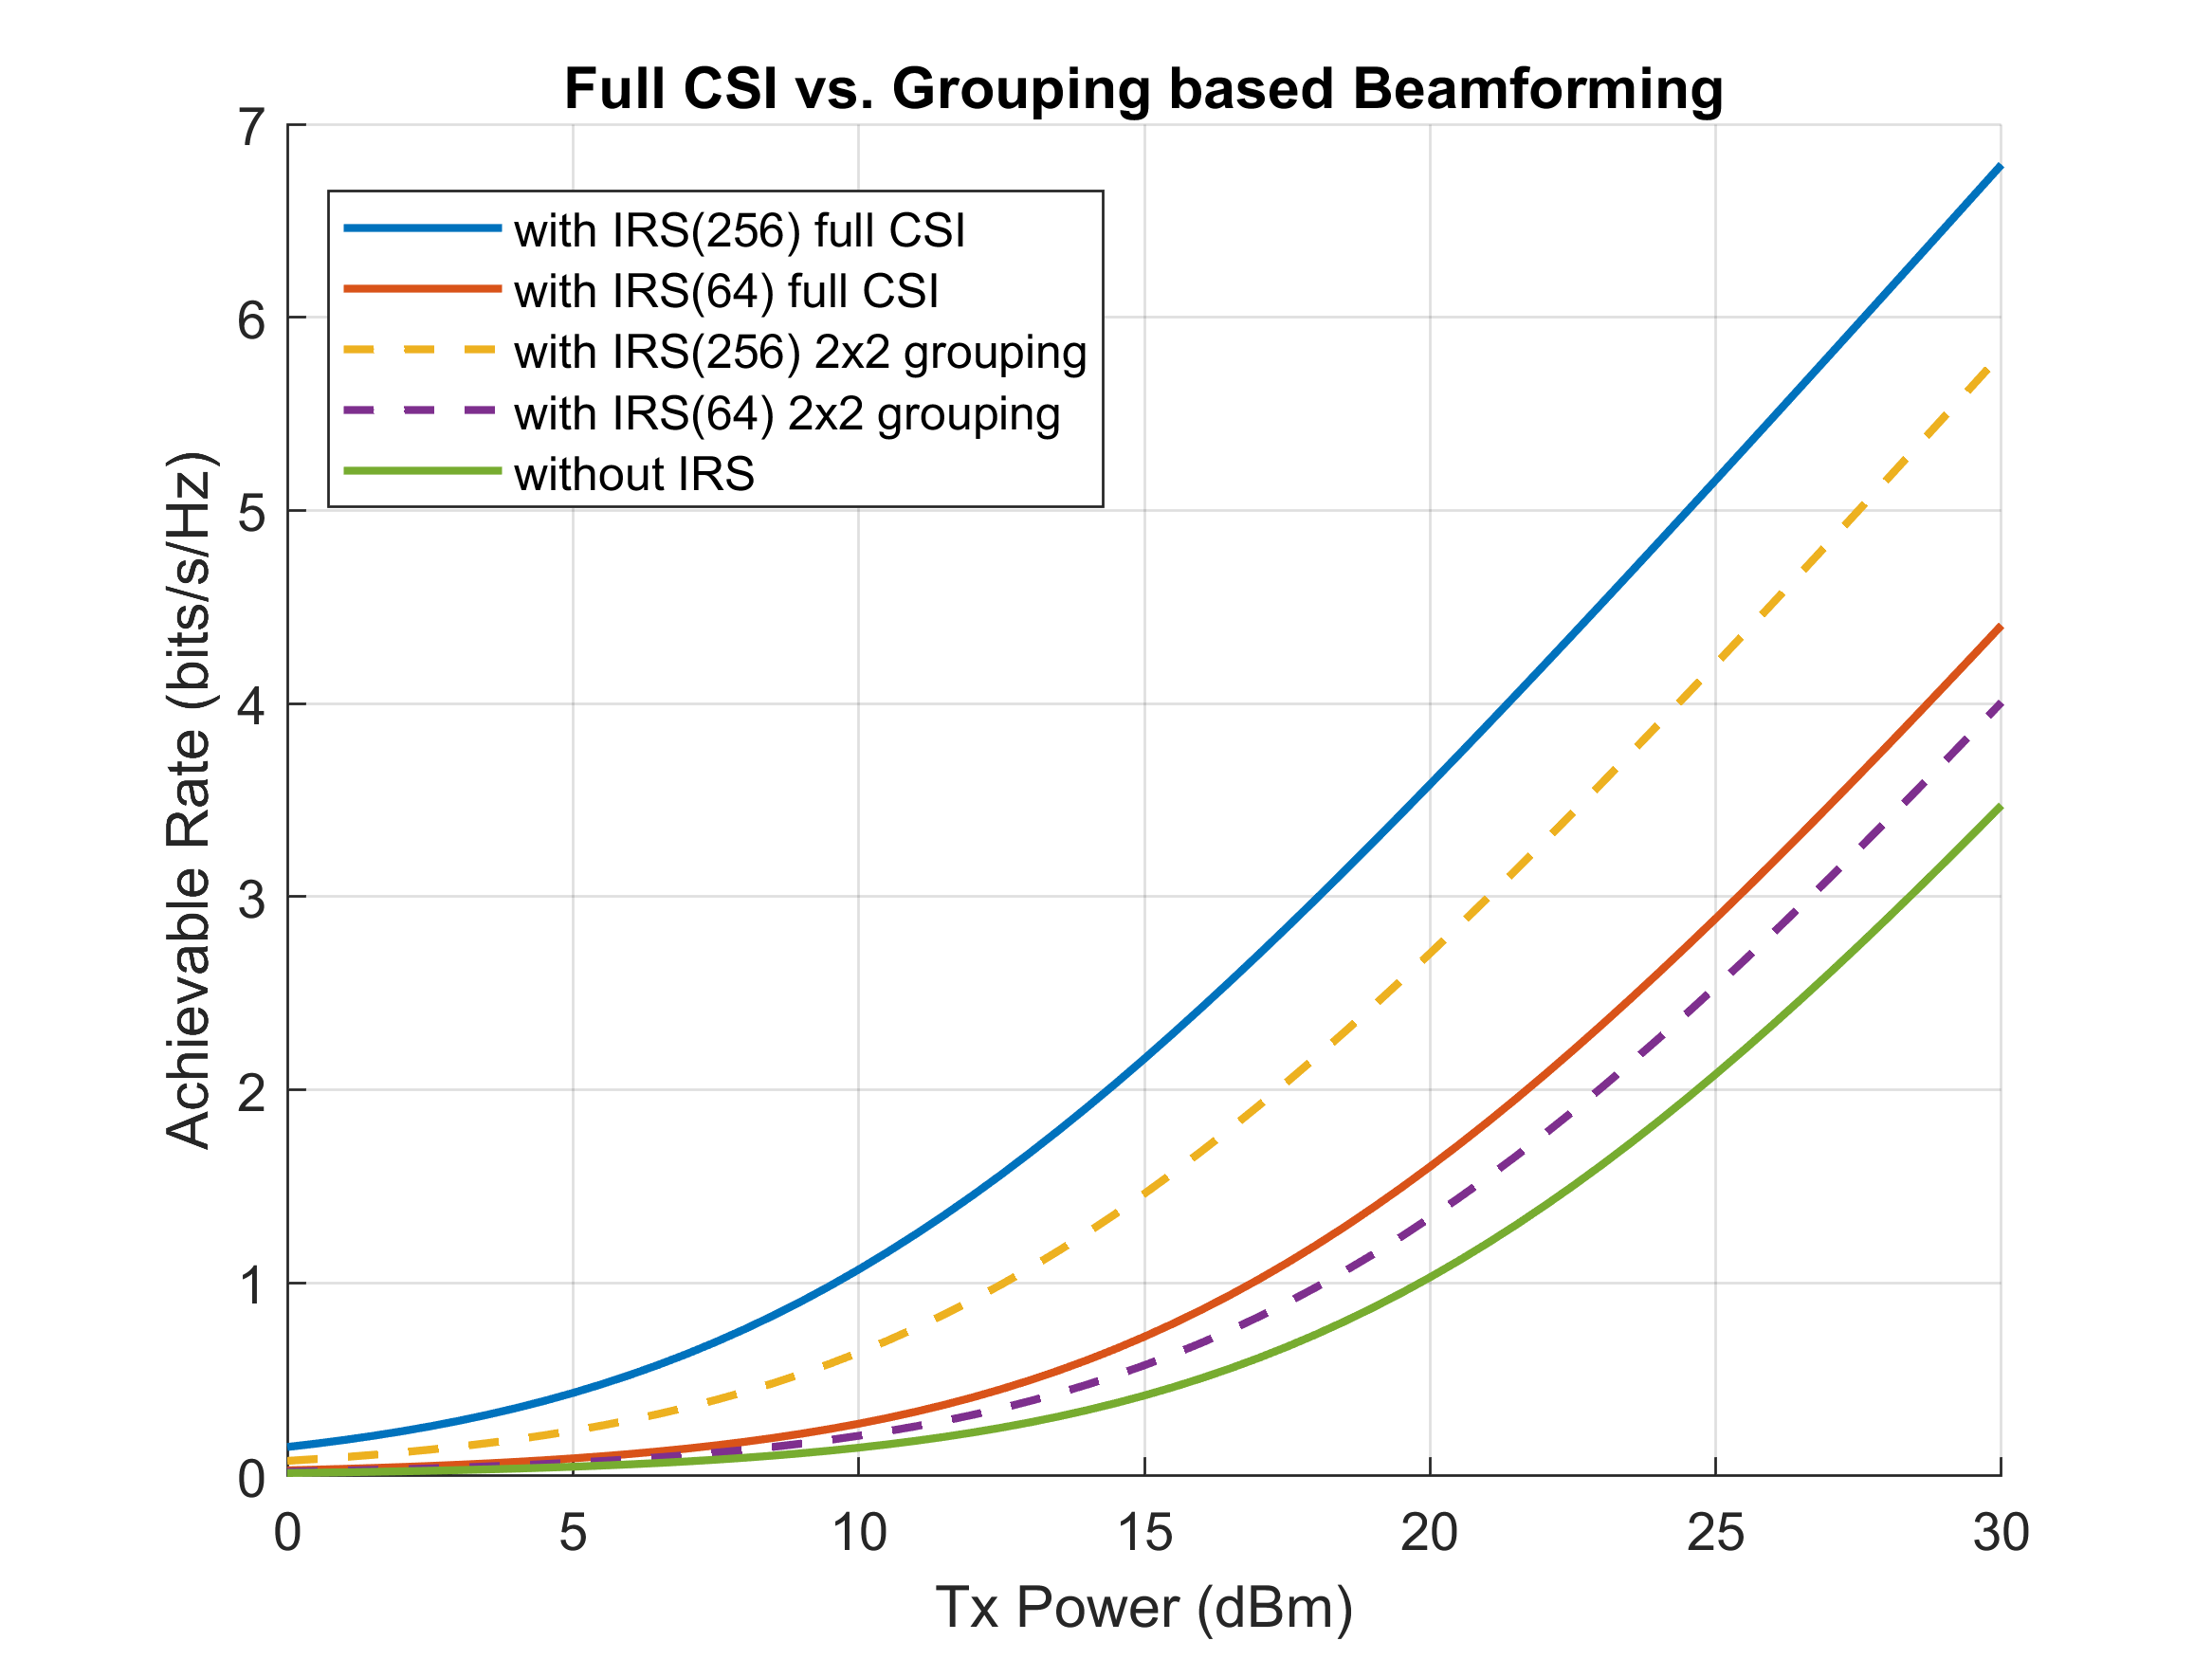 Full CSI vs. Grouping based Beamforming
7
6
5
4
3
2
1
0
Achievable Rate (bits/s/Hz)
with IRS(256) full CSI
with IRS(64) full CSI
with IRS(256) 2x2 grouping
with IRS(64) 2x2 grouping
without IRS
0 5 10 15 20 25 30
Tx Power (dBm)